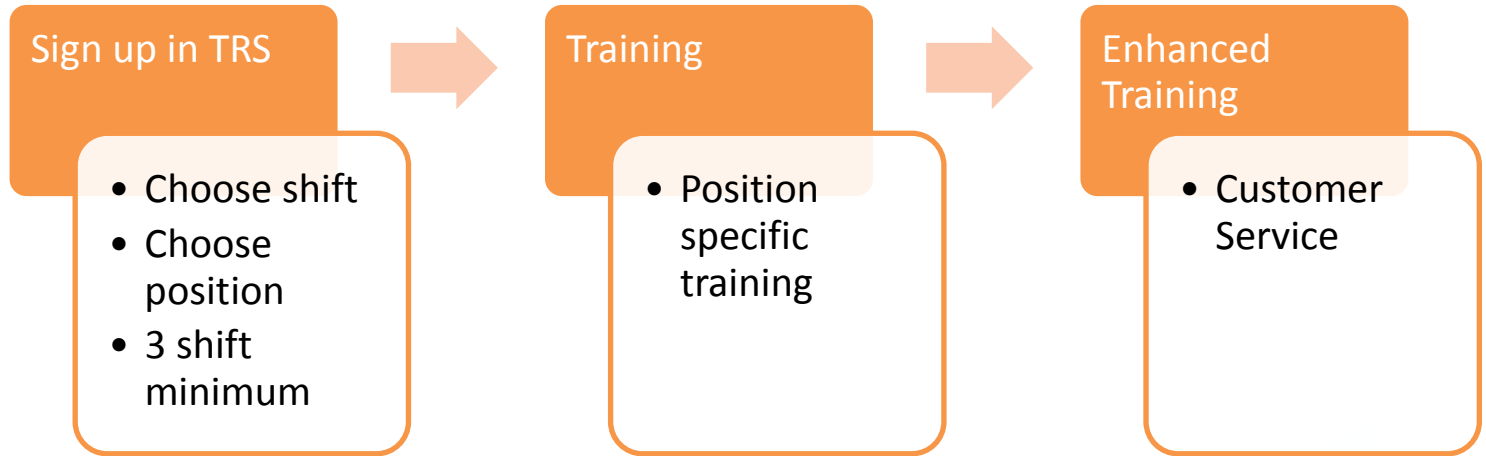 Sign up in TRS
• Choose shift
• Choose
position
• 3 shift
minimum
Training
• Position
specific
training
Enhanced
Training
• Customer
Service